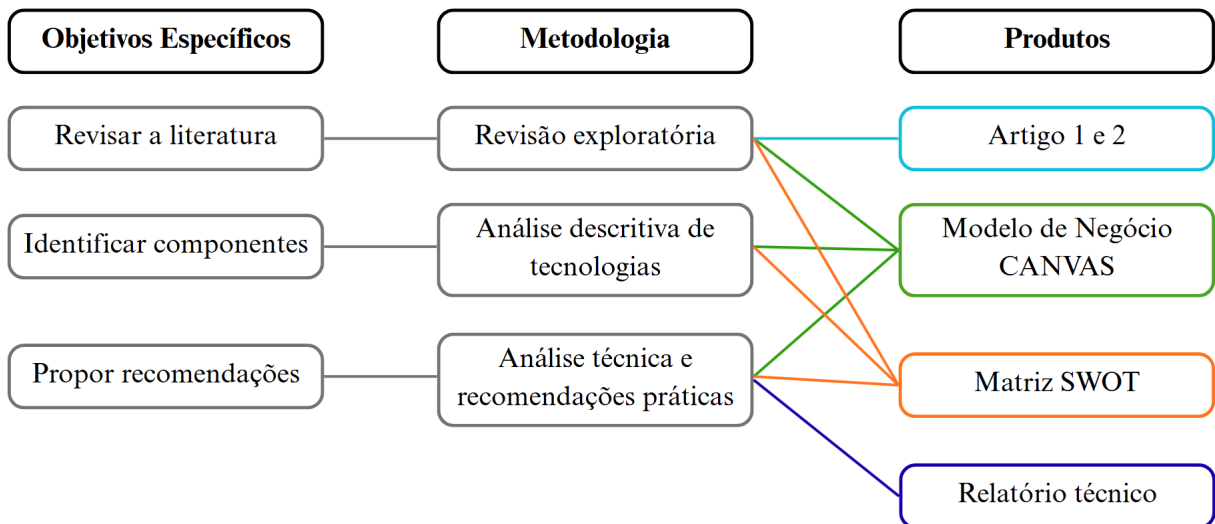 Objetivos Específicos
Metodologia
Produtos
Revisar a literatura
Revisão exploratória
Artigo 1 e 2
Identificar componentes
Análise descritiva de
tecnologias
Modelo de Negócio
CANVAS
Propor recomendações
Análise técnica e
recomendações práticas
Matriz SWOT
Relatório técnico